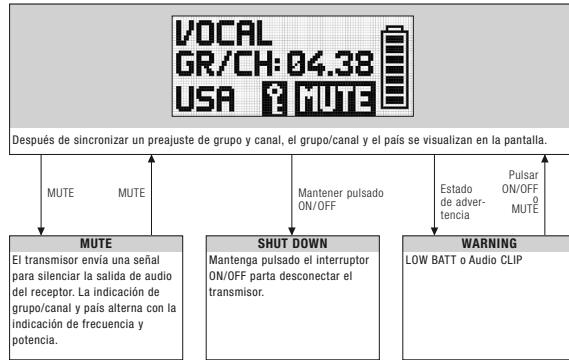 VOCAL
GR/CH: 04.38
USA MUTE
Después de sincronizar un preajuste de grupo y canal, el grupo/canal y el país se visualizan en la pantalla.
MUTE
MUTE
Mantener pulsado
ON/OFF
Estado
de adver-
tencia
Pulsar
ON/OFF
o
MUTE
MUTE
El transmisor envía una señal
para silenciar la salida de audio
del receptor. La indicación de
grupo/canal y país alterna con la
indicación de frecuencia y
potencia.
SHUT DOWN
Mantenga pulsado el interruptor
ON/OFF parta desconectar el
transmisor.
WARNING
LOW BATT o Audio CLIP